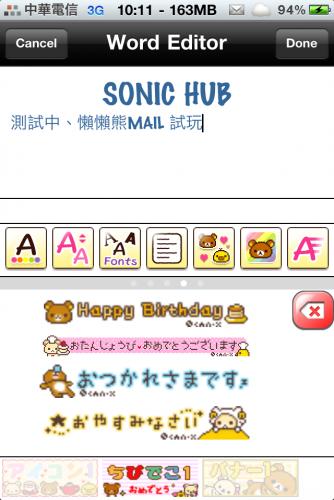 中華電信 3G 10:11 - 163MB 94%
Cancel Word Editor Done
SONIC HUB
測試中、懶懶熊MAIL 試玩
A A AAA Fonts A
Happy Birthday
おたんじょうび♥おめでとうございます
おつかれさまです
おやすみなさい
アイコン1 ちびでこ1 バナー1
おめでとう